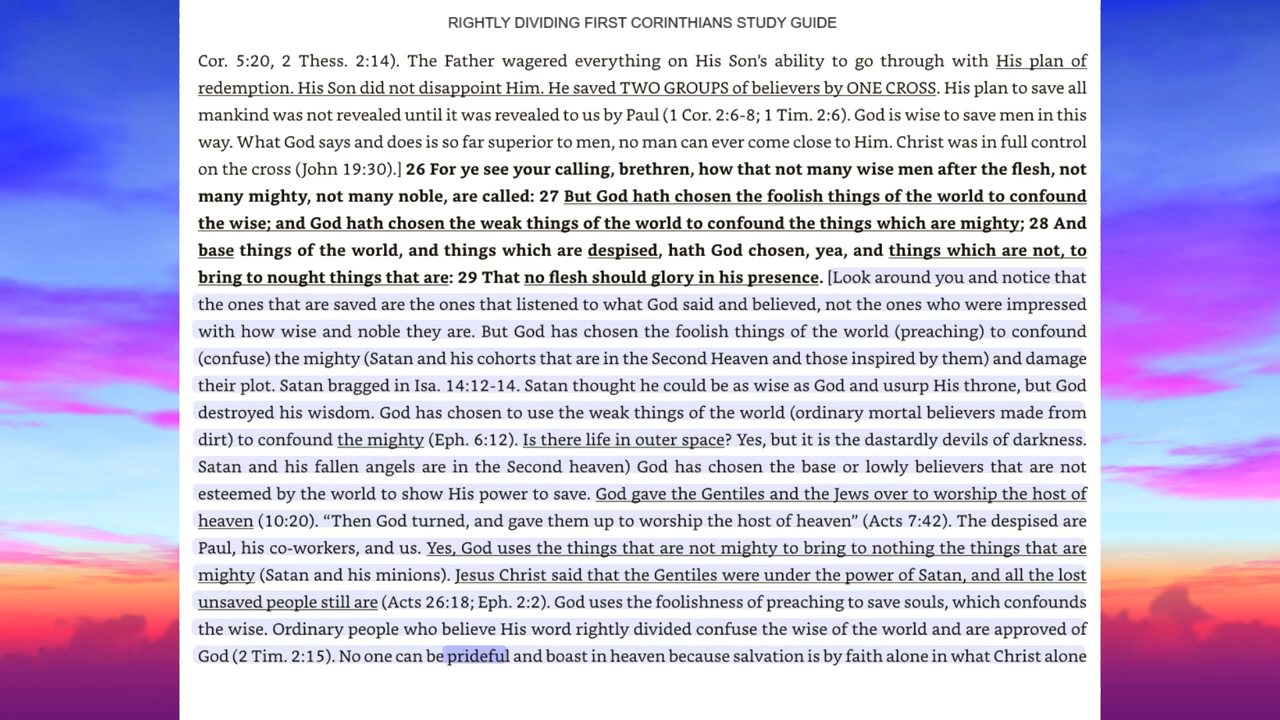 RIGHTLY DIVIDING FIRST CORINTHIANS STUDY GUIDE
Cor. 5:20, 2 Thess. 2:14). The Father wagered everything on His Son's ability to go through with His plan of
redemption. His Son did not disappoint Him. He saved TWO GROUPS of believers by ONE CROSS. His plan to save all
mankind was not revealed until it was revealed to us by Paul (1 Cor. 2:6-8; 1 Tim. 2:6). God is wise to save men in this
way. What God says and does is so far superior to men, no man can ever come close to Him. Christ was in full control
on the cross (John 19:30).] 26 For ye see your calling, brethren, how that not many wise men after the flesh, not
many mighty, not many noble, are called: 27 But God hath chosen the foolish things of the world to confound
the wise; and God hath chosen the weak things of the world to confound the things which are mighty; 28 And
base things of the world, and things which are despised, hath God chosen, yea, and things which are not, to
bring to nought things that are: 29 That no flesh should glory in his presence. [Look around you and notice that
the ones that are saved are the ones that listened to what God said and believed, not the ones who were impressed
with how wise and noble they are. But God has chosen the foolish things of the world (preaching) to confound
(confuse) the mighty (Satan and his cohorts that are in the Second Heaven and those inspired by them) and damage
their plot. Satan bragged in Isa. 14:12-14. Satan thought he could be as wise as God and usurp His throne, but God
destroyed his wisdom. God has chosen to use the weak things of the world (ordinary mortal believers made from
dirt) to confound the mighty (Eph. 6:12). Is there life in outer space? Yes, but it is the dastardly devils of darkness.
Satan and his fallen angels are in the Second heaven) God has chosen the base or lowly believers that are not
esteemed by the world to show His power to save. God gave the Gentiles and the Jews over to worship the host of
heaven (10:20). “Then God turned, and gave them up to worship the host of heaven” (Acts 7:42). The despised are
Paul, his co-workers, and us. Yes, God uses the things that are not mighty to bring to nothing the things that are
mighty (Satan and his minions). Jesus Christ said that the Gentiles were under the power of Satan, and all the lost
unsaved people still are (Acts 26:18; Eph. 2:2). God uses the foolishness of preaching to save souls, which confounds
the wise. Ordinary people who believe His word rightly divided confuse the wise of the world and are approved of
God (2 Tim. 2:15). No one can be prideful and boast in heaven because salvation is by faith alone in what Christ alone